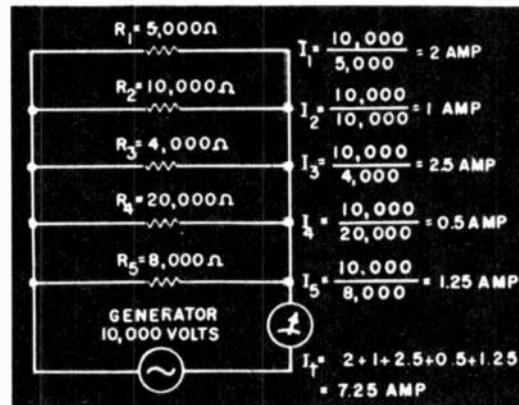 R1 = 5,000Ω
I1 = 10,000 / 5,000 = 2 AMP
R2 = 10,000Ω
I2 = 10,000 / 10,000 = 1 AMP
R3 = 4,000Ω
I3 = 10,000 / 4,000 = 2.5 AMP
R4 = 20,000Ω
I4 = 10,000 / 20,000 = 0.5 AMP
R5 = 8,000Ω
I5 = 10,000 / 8,000 = 1.25 AMP
GENERATOR
10,000 VOLTS
I
It = 2+1+2.5+0.5+1.25
= 7.25 AMP